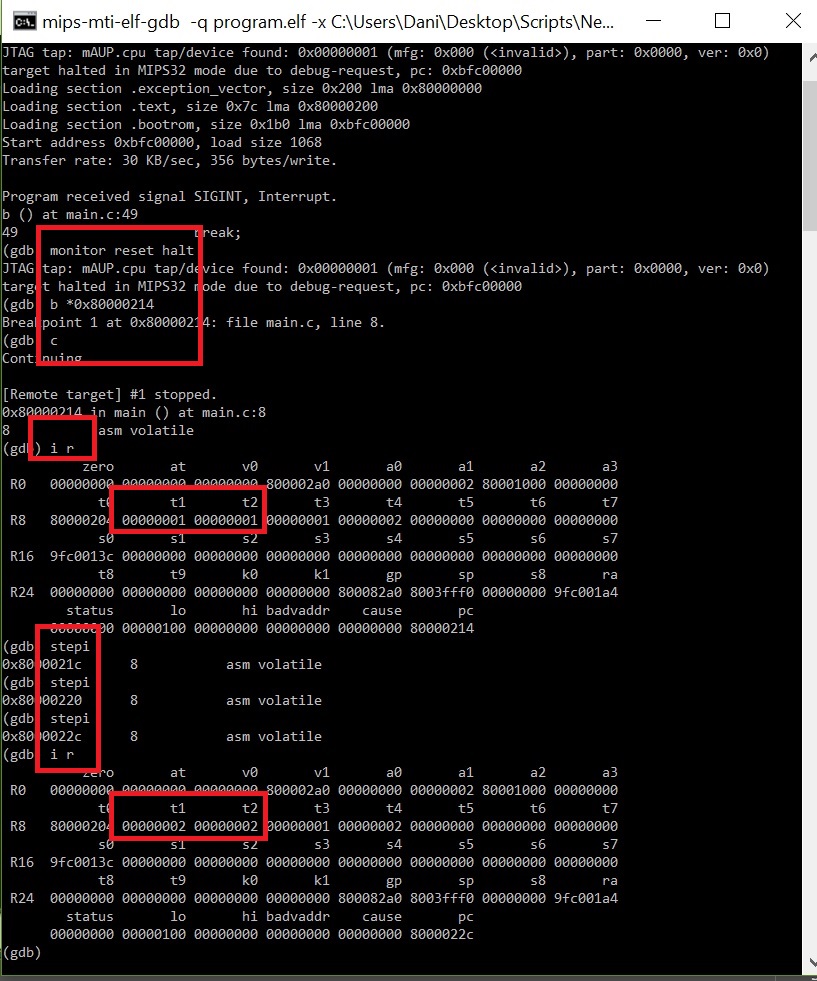 mips-mti-elf-gdb -q program.elf -x C:\Users\Dani\Desktop\Scripts\Ne...
JTAG tap: mAUP.cpu tap/device found: 0x00000001 (mfg: 0x000 (<invalid>), part: 0x0000, ver: 0x0)
target halted in MIPS32 mode due to debug-request, pc: 0xbfc00000
Loading section .exception_vector, size 0x200 lma 0x80000000
Loading section .text, size 0x7c lma 0x80000200
Loading section .bootrom, size 0x1b0 lma 0xbfc00000
Start address 0xbfc00000, load size 1068
Transfer rate: 30 KB/sec, 356 bytes/write.
Program received signal SIGINT, Interrupt.
b () at main.c:49
49 break;
(gdb monitor reset halt
JTAG tap: mAUP.cpu tap/device found: 0x00000001 (mfg: 0x000 (<invalid>), part: 0x0000, ver: 0x0)
target halted in MIPS32 mode due to debug-request, pc: 0xbfc00000
(gdb b *0x80000214
Breakpoint 1 at 0x80000214: file main.c, line 8.
(gdb c
Continuing
[Remote target] #1 stopped.
0x80000214 in main () at main.c:8
8 asm volatile
(gdb) i r
zero at v0 v1 a0 a1 a2 a3
R0 00000000 00000000 00000000 800002a0 00000000 00000002 80001000 00000000
t0 t1 t2 t3 t4 t5 t6 t7
R8 80000204 00000001 00000001 00000001 00000002 00000000 00000000 00000000
s0 s1 s2 s3 s4 s5 s6 s7
R16 9fc0013c 00000000 00000000 00000000 00000000 00000000 00000000 00000000
t8 t9 k0 k1 gp sp s8 ra
R24 00000000 00000000 00000000 00000000 800082a0 8003fff0 00000000 9fc001a4
status lo hi badvaddr cause pc
00000000 00000100 00000000 00000000 00000000 80000214
(gdb stepi
0x8000021c 8 asm volatile
(gdb stepi
0x80000220 8 asm volatile
(gdb stepi
0x8000022c 8 asm volatile
(gdb i r
zero at v0 v1 a0 a1 a2 a3
R0 00000000 00000000 00000000 800002a0 00000000 00000002 80001000 00000000
t0 t1 t2 t3 t4 t5 t6 t7
R8 80000204 00000002 00000002 00000001 00000002 00000000 00000000 00000000
s0 s1 s2 s3 s4 s5 s6 s7
R16 9fc0013c 00000000 00000000 00000000 00000000 00000000 00000000 00000000
t8 t9 k0 k1 gp sp s8 ra
R24 00000000 00000000 00000000 00000000 800082a0 8003fff0 00000000 9fc001a4
status lo hi badvaddr cause pc
00000000 00000100 00000000 00000000 00000000 8000022c
(gdb)